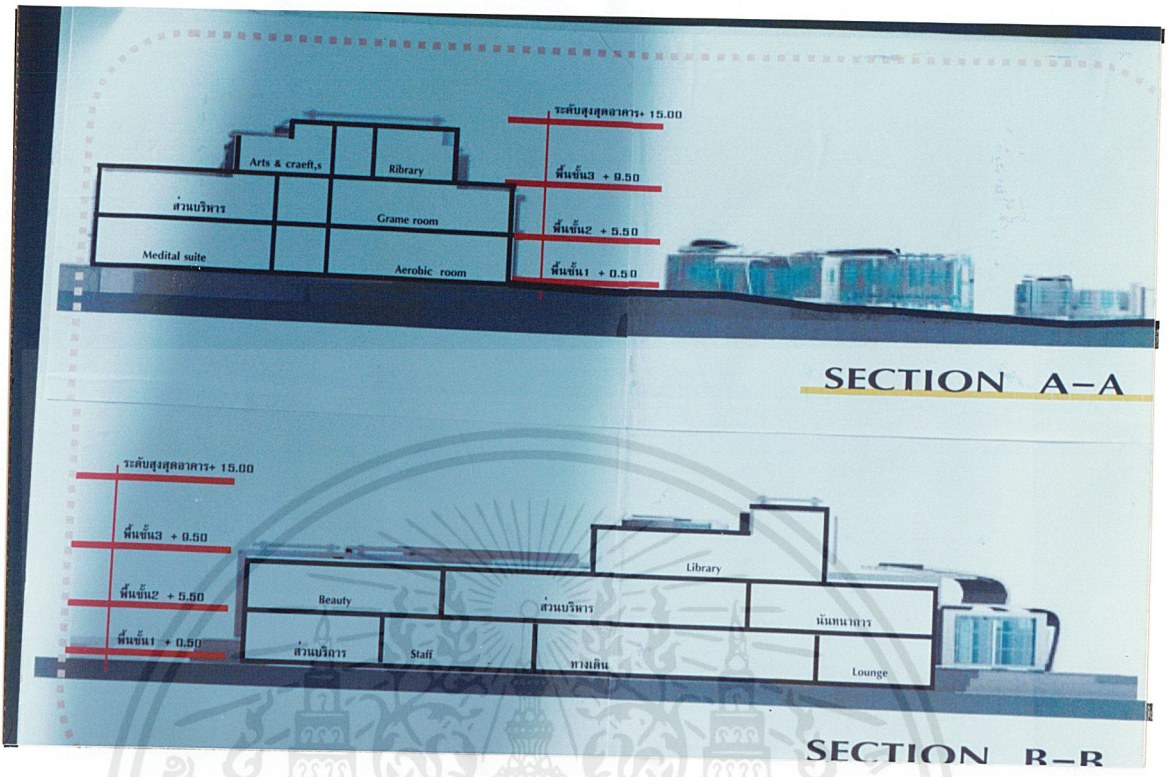 ระดับสูงสุดอาคาร+ 15.00
Arts & craeft,s
Ribrary
พื้นชั้น3 + 9.50
ส่วนบริหาร
Grame room
พื้นชั้น2 + 5.50
Medital suite
Aerobic room
พื้นชั้น1 + 0.50
SECTION A–A
ระดับสูงสุดอาคาร+ 15.00
พื้นชั้น3 + 9.50
Library
พื้นชั้น2 + 5.50
Beauty
ส่วนบริหาร
นันทนาการ
พื้นชั้น1 + 0.50
ส่วนบริการ
Staff
ทางเดิน
Lounge
SECTION B–B